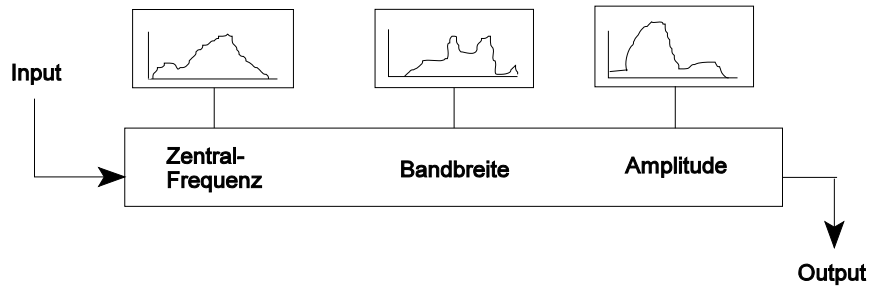 Input
Zentral-
Frequenz
Bandbreite
Amplitude
Output